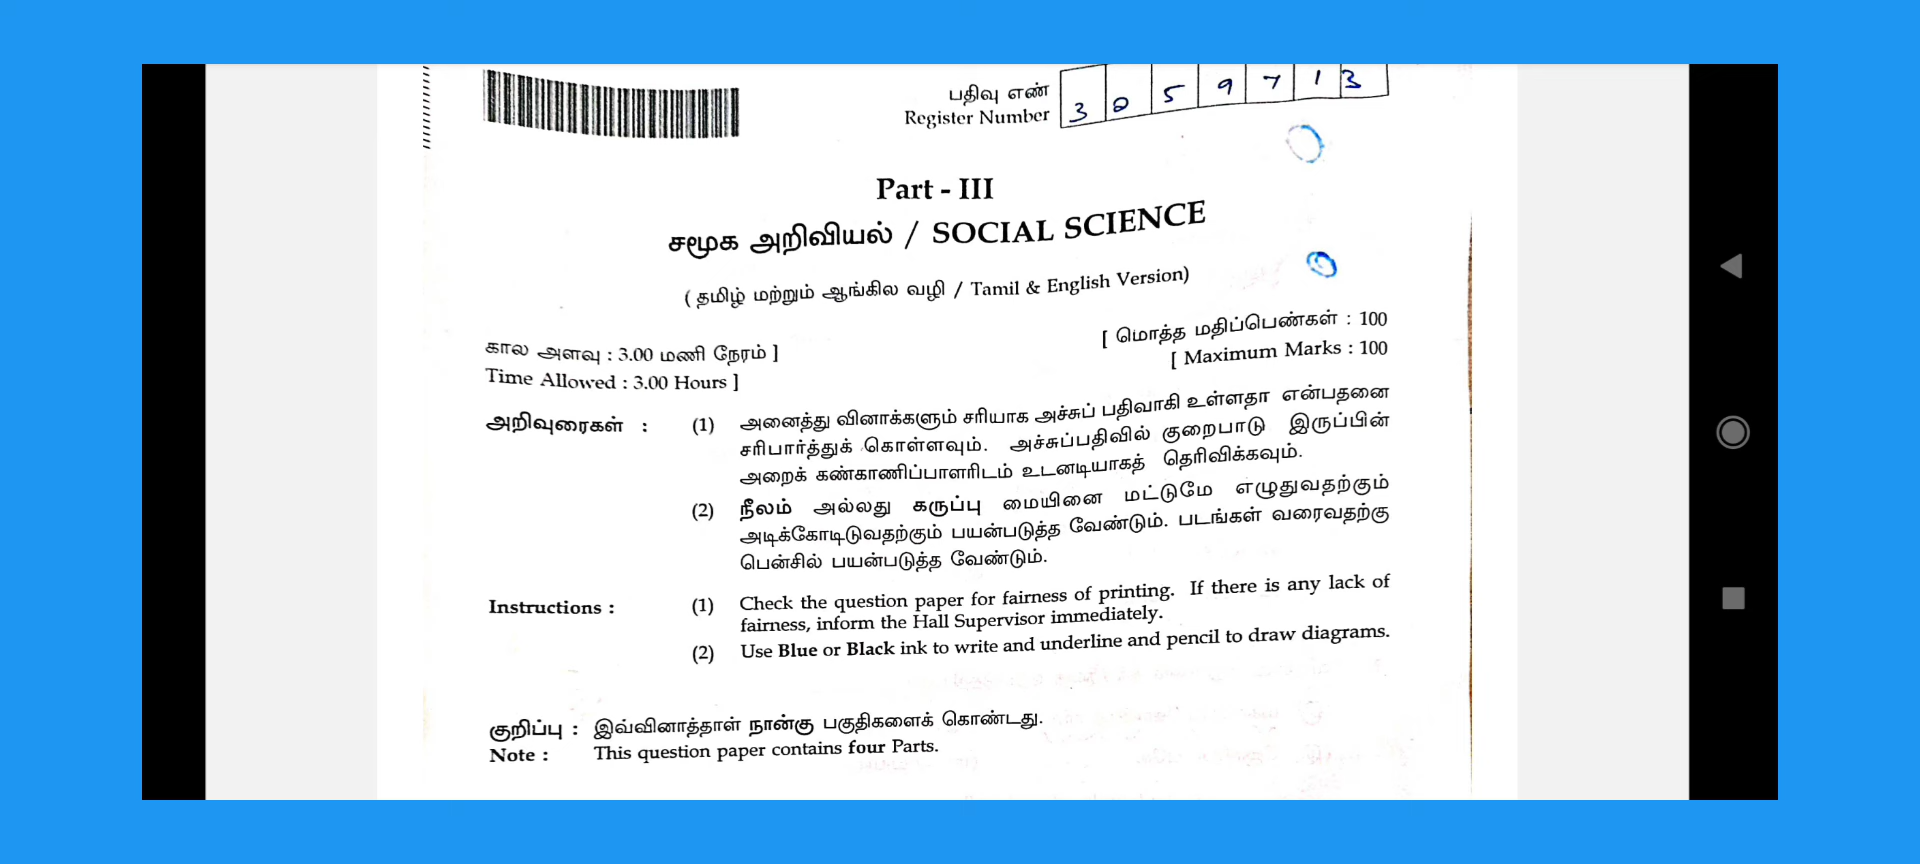 பதிவு எண்
Register Number 3 0 5 9 7 1 3
Part - III
சமூக அறிவியல் / SOCIAL SCIENCE
( தமிழ் மற்றும் ஆங்கில வழி / Tamil & English Version)
கால அளவு : 3.00 மணி நேரம் ] [ மொத்த மதிப்பெண்கள் : 100
Time Allowed : 3.00 Hours ] [ Maximum Marks : 100
அறிவுரைகள் : (1) அனைத்து வினாக்களும் சரியாக அச்சுப் பதிவாகி உள்ளதா என்பதனை
சரிபார்த்துக் கொள்ளவும். அச்சுப்பதிவில் குறைபாடு இருப்பின்
அறைக் கண்காணிப்பாளரிடம் உடனடியாகத் தெரிவிக்கவும்.
(2) நீலம் அல்லது கருப்பு மையினை மட்டுமே எழுதுவதற்கும்
அடிக்கோடிடுவதற்கும் பயன்படுத்த வேண்டும். படங்கள் வரைவதற்கு
பென்சில் பயன்படுத்த வேண்டும்.
Instructions : (1) Check the question paper for fairness of printing. If there is any lack of
fairness, inform the Hall Supervisor immediately.
(2) Use Blue or Black ink to write and underline and pencil to draw diagrams.
குறிப்பு : இவ்வினாத்தாள் நான்கு பகுதிகளைக் கொண்டது.
Note : This question paper contains four Parts.